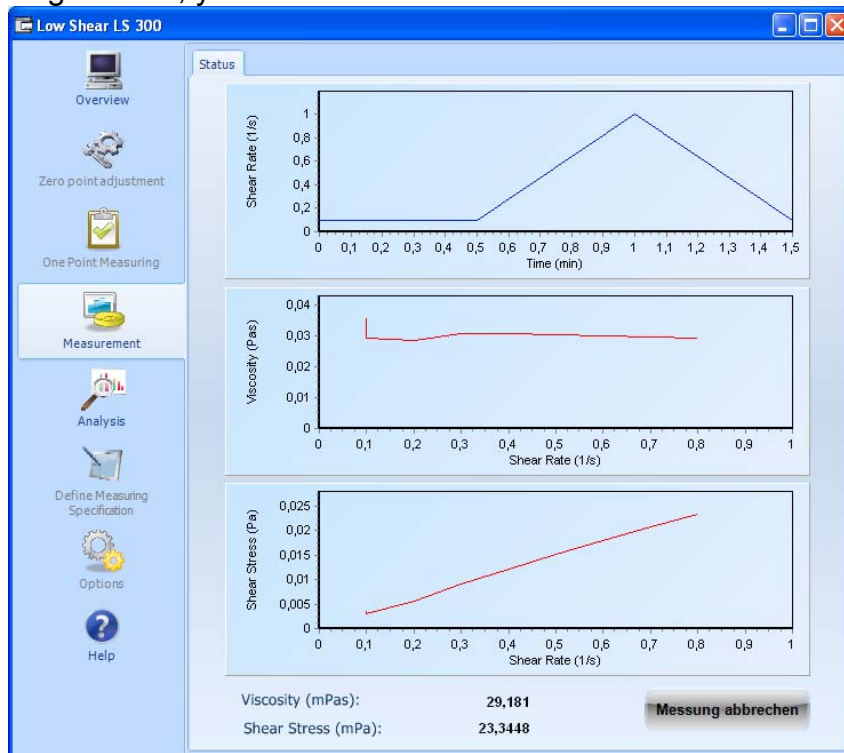 Low Shear LS 300
Overview
Zero point adjustment
One Point Measuring
Measurement
Analysis
Define Measuring
Specification
Options
Help
Status
Shear Rate (1/s)
1
0,8
0,6
0,4
0,2
0
0 0,1 0,2 0,3 0,4 0,5 0,6 0,7 0,8 0,9 1 1,1 1,2 1,3 1,4 1,5
Time (min)
Viscosity (Pas)
0,04
0,03
0,02
0,01
0
0 0,1 0,2 0,3 0,4 0,5 0,6 0,7 0,8 0,9 1
Shear Rate (1/s)
Shear Stress (Pa)
0,025
0,02
0,015
0,01
0,005
0
0 0,1 0,2 0,3 0,4 0,5 0,6 0,7 0,8 0,9 1
Shear Rate (1/s)
Viscosity (mPas): 29,181
Shear Stress (mPa): 23,3448
Messung abbrechen